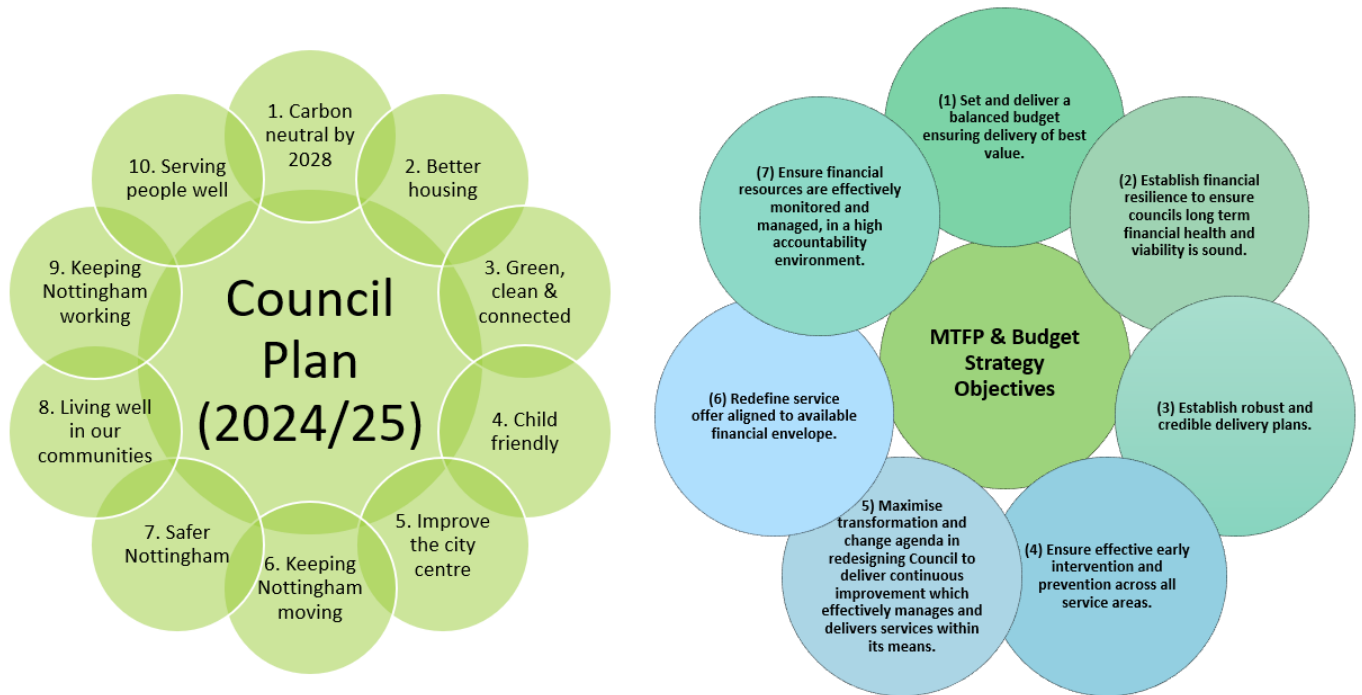 Council
Plan
(2024/25)
1. Carbon
neutral by
2028
2. Better
housing
3. Green,
clean &
connected
4. Child
friendly
5. Improve
the city
centre
6. Keeping
Nottingham
moving
7. Safer
Nottingham
8. Living well
in our
communities
9. Keeping
Nottingham
working
10. Serving
people well
MTFP & Budget
Strategy
Objectives
(1) Set and deliver a
balanced budget
ensuring delivery of best
value.
(2) Establish financial
resilience to ensure
councils long term
financial health and
viability is sound.
(3) Establish robust and
credible delivery plans.
(4) Ensure effective early
intervention and
prevention across all
service areas.
5) Maximise
transformation and
change agenda in
redesigning Council to
deliver continuous
improvement which
effectively manages and
delivers services within
its means.
(6) Redefine service
offer aligned to available
financial envelope.
(7) Ensure financial
resources are effectively
monitored and
managed, in a high
accountability
environment.